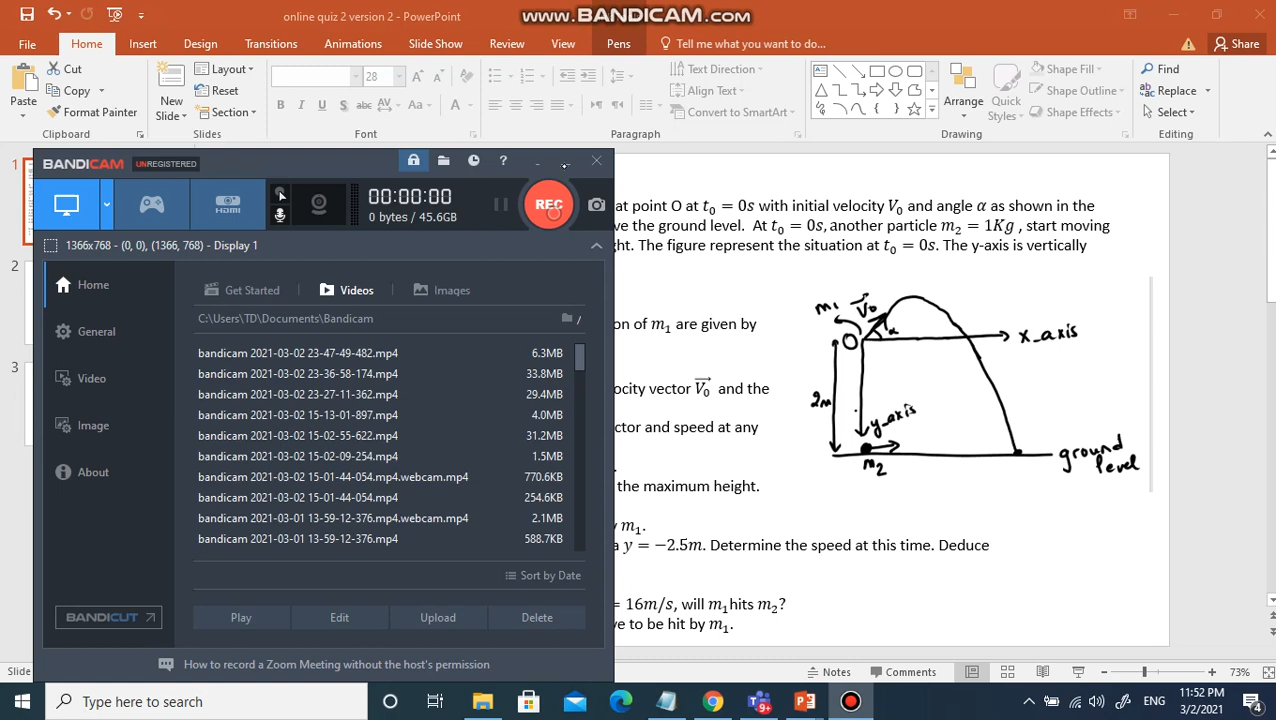 online quiz 2 version 2 - PowerPoint
www.BANDICAM.com
File Home Insert Design Transitions Animations Slide Show Review View Pens Tell me what you want to do... Share
Paste
Cut
Copy
Format Painter
Clipboard
New Slide
Layout
Reset
Section
Slides
28
B I U S abc AV Aa A
Font
Paragraph
Text Direction
Align Text
Convert to SmartArt
Arrange
Quick Styles
Shape Fill
Shape Outline
Shape Effects
Drawing
Find
Replace
Select
Editing
1
2
3
BANDICAM UNREGISTERED
HDMI
00:00:00
0 bytes / 45.6GB
REC
1366x768 - (0, 0), (1366, 768) - Display 1
Home
General
Video
Image
About
BANDICUT
Get Started Videos Images
C:\Users\TD\Documents\Bandicam /
bandicam 2021-03-02 23-47-49-482.mp4 6.3MB
bandicam 2021-03-02 23-36-58-174.mp4 33.8MB
bandicam 2021-03-02 23-27-11-362.mp4 29.4MB
bandicam 2021-03-02 15-13-01-897.mp4 4.0MB
bandicam 2021-03-02 15-02-55-622.mp4 31.2MB
bandicam 2021-03-02 15-02-09-254.mp4 1.5MB
bandicam 2021-03-02 15-01-44-054.mp4.webcam.mp4 770.6KB
bandicam 2021-03-02 15-01-44-054.mp4 254.6KB
bandicam 2021-03-01 13-59-12-376.mp4.webcam.mp4 2.1MB
bandicam 2021-03-01 13-59-12-376.mp4 588.7KB
Sort by Date
Play Edit Upload Delete
How to record a Zoom Meeting without the host's permission
at point O at t₀ = 0s with initial velocity V₀ and angle α as shown in the
ve the ground level. At t₀ = 0s, another particle m₂ = 1Kg , start moving
ht. The figure represent the situation at t₀ = 0s. The y-axis is vertically
on of m₁ are given by
ocity vector V₀ and the
ctor and speed at any
the maximum height.
m₁.
a y = −2.5m. Determine the speed at this time. Deduce
= 16m/s, will m₁hits m₂?
ve to be hit by m₁.
m₁ V₀
α
O x_axis
2m
y_axis
m₂
ground level
Slide
Notes Comments 73%
Type here to search
9+
ENG
11:52 PM
3/2/2021
4